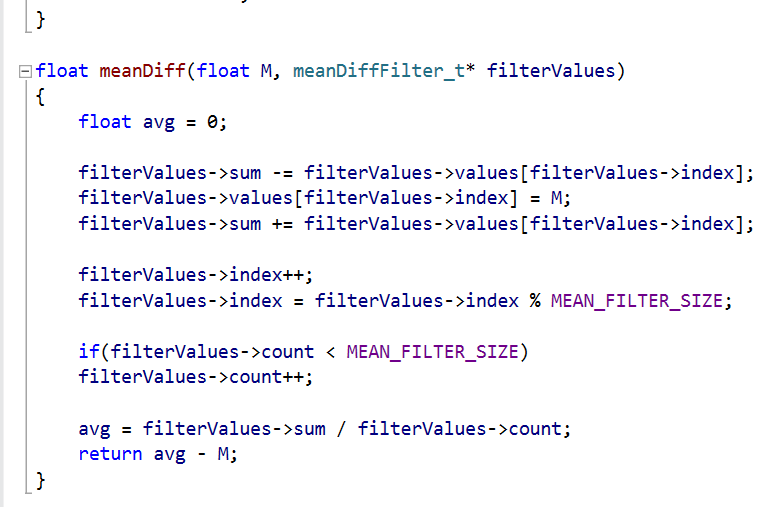 }
float meanDiff(float M, meanDiffFilter_t* filterValues)
{
float avg = 0;
filterValues->sum -= filterValues->values[filterValues->index];
filterValues->values[filterValues->index] = M;
filterValues->sum += filterValues->values[filterValues->index];
filterValues->index++;
filterValues->index = filterValues->index % MEAN_FILTER_SIZE;
if(filterValues->count < MEAN_FILTER_SIZE)
filterValues->count++;
avg = filterValues->sum / filterValues->count;
return avg - M;
}